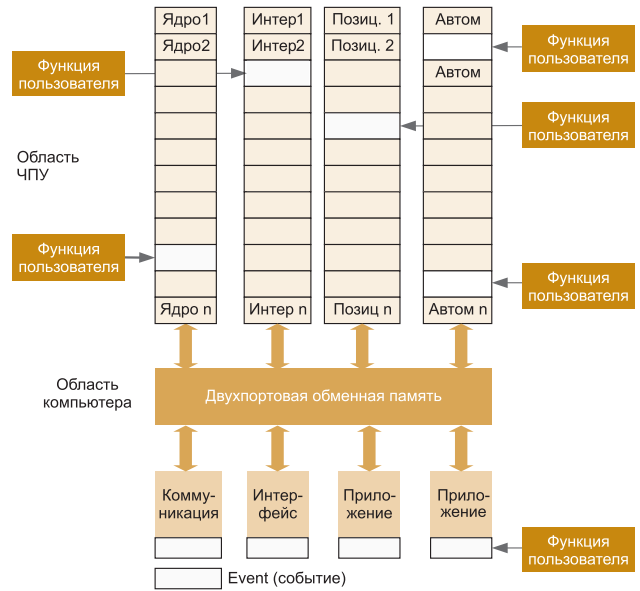 Ядро1 Интер1 Позиц. 1 Автом
Ядро2 Интер2 Позиц. 2
Функция
пользователя
Функция
пользователя
Автом
Функция
пользователя
Область
ЧПУ
Функция
пользователя
Функция
пользователя
Ядро n Интер n Позиц n Автом n
Область
компьютера
Двухпортовая обменная память
Комму-
никация
Интер-
фейс
Прило-
жение
Прило-
жение
Функция
пользователя
Event (событие)